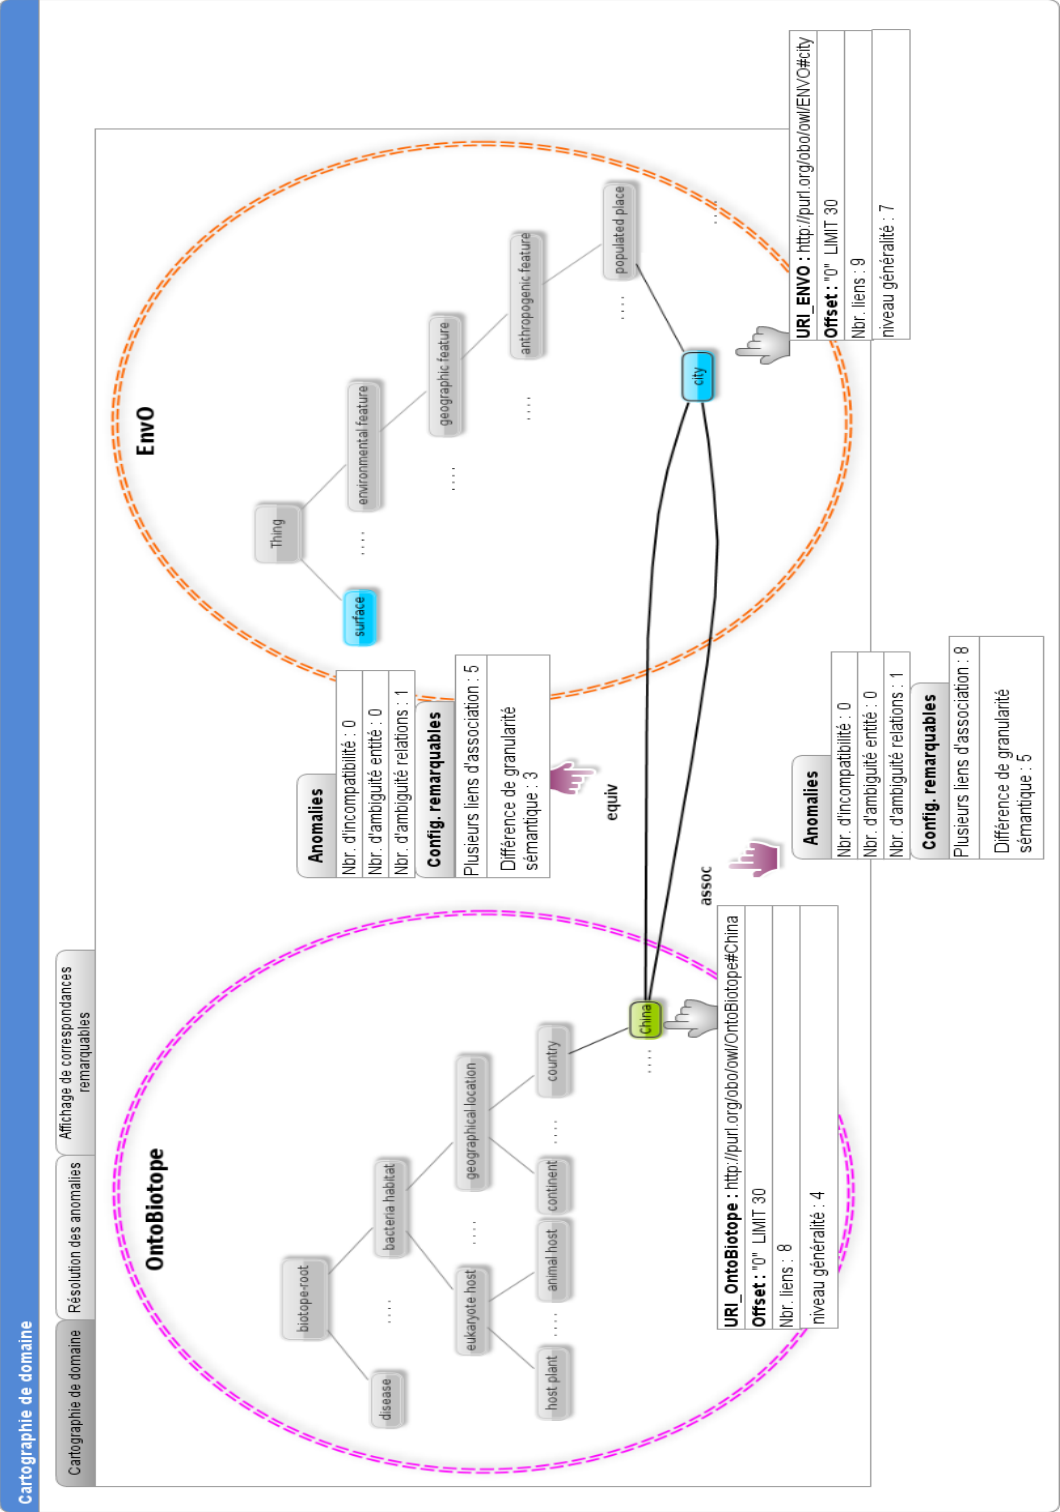 Cartographie de domaine
Cartographie de domaine
Résolution des anomalies
Affichage de correspondances
remarquables
OntoBiotope
biotope-root
disease
bacteria habitat
....
eukaryote host
....
geographical location
host plant
....
animal host
continent
....
country
....
China
URI_OntoBiotope : http://purl.org/obo/owl/OntoBiotope#China
Offset : "0" LIMIT 30
Nbr. liens : 8
niveau généralité : 4
Anomalies
Nbr. d'incompatibilité : 0
Nbr. d'ambiguité entité : 0
Nbr. d'ambiguité relations : 1
Config. remarquables
Plusieurs liens d'association : 5
Différence de granularité
sémantique : 3
equiv
assoc
Anomalies
Nbr. d'incompatibilité : 0
Nbr. d'ambiguité entité : 0
Nbr. d'ambiguité relations : 1
Config. remarquables
Plusieurs liens d'association : 8
Différence de granularité
sémantique : 5
EnvO
Thing
surface
....
environmental feature
....
geographic feature
....
anthropogenic feature
....
populated place
city
....
URI_ENVO : http://purl.org/obo/owl/ENVO#city
Offset : "0" LIMIT 30
Nbr. liens : 9
niveau généralité : 7